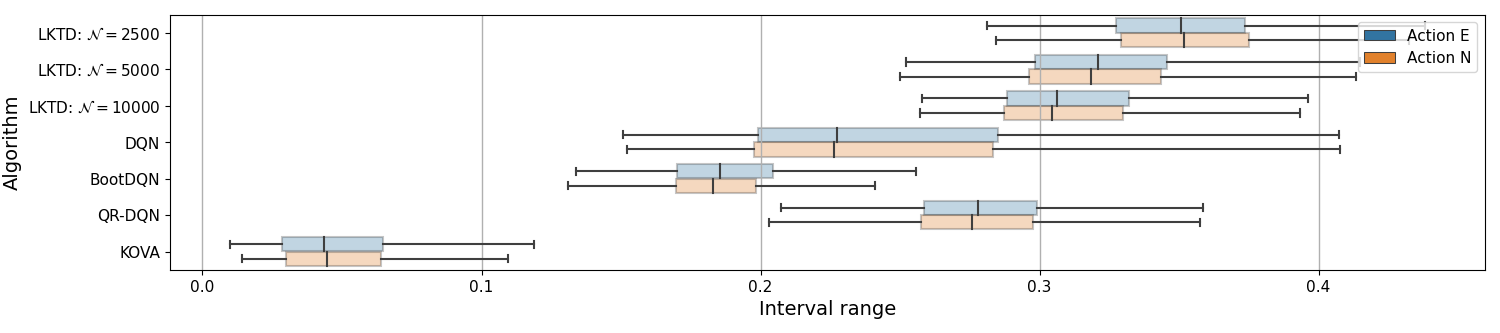 Algorithm
LKTD: 𝒩 = 2500
LKTD: 𝒩 = 5000
LKTD: 𝒩 = 10000
DQN
BootDQN
QR-DQN
KOVA
Action E
Action N
0.0 0.1 0.2 0.3 0.4
Interval range